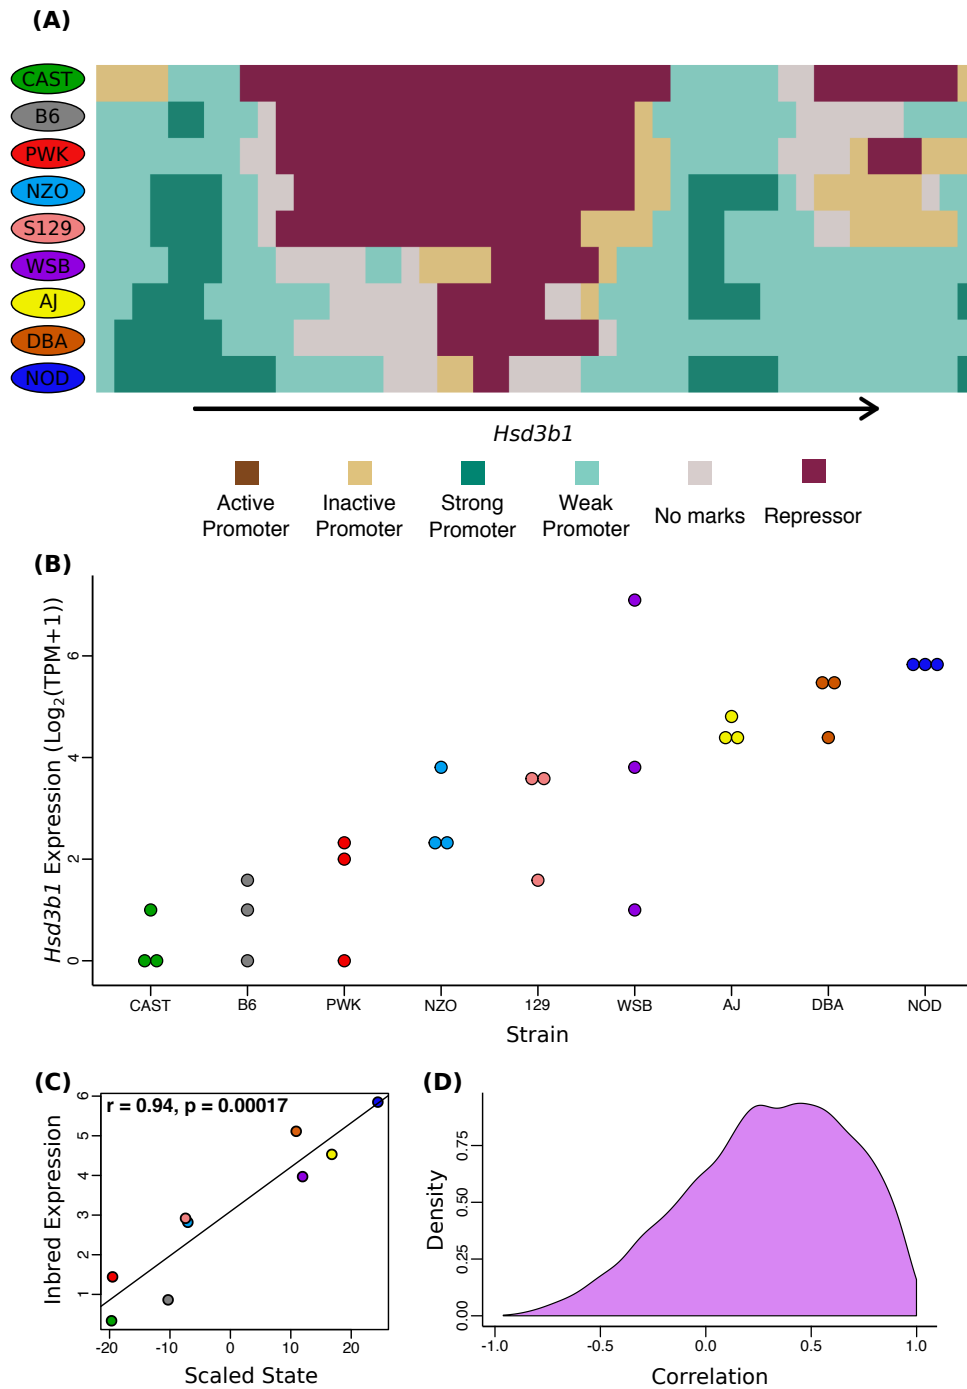 (A)
CAST
B6
PWK
NZO
S129
WSB
AJ
DBA
NOD
Hsd3b1
Active
Promoter
Inactive
Promoter
Strong
Promoter
Weak
Promoter
No marks
Repressor
(B)
Hsd3b1 Expression (Log₂(TPM+1))
6
4
2
0
CAST B6 PWK NZO 129 WSB AJ DBA NOD
Strain
(C)
r = 0.94, p = 0.00017
Inbred Expression
6
5
4
3
2
1
-20 -10 0 10 20
Scaled State
(D)
Density
0.75
0.50
0.25
0.00
-1.0 -0.5 0.0 0.5 1.0
Correlation